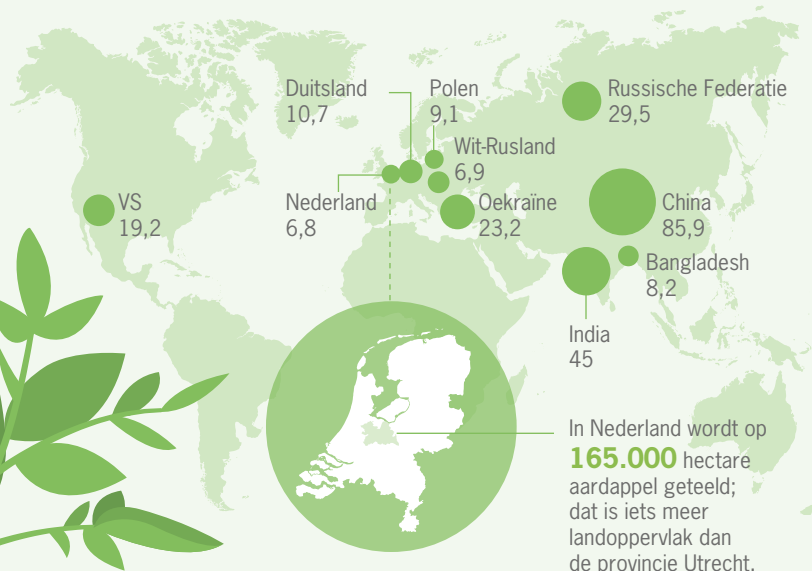 Duitsland
10,7
Polen
9,1
Russische Federatie
29,5
Wit-Rusland
6,9
VS
19,2
Nederland
6,8
Oekraïne
23,2
China
85,9
Bangladesh
8,2
India
45
In Nederland wordt op
165.000 hectare
aardappel geteeld;
dat is iets meer
landoppervlak dan
de provincie Utrecht.